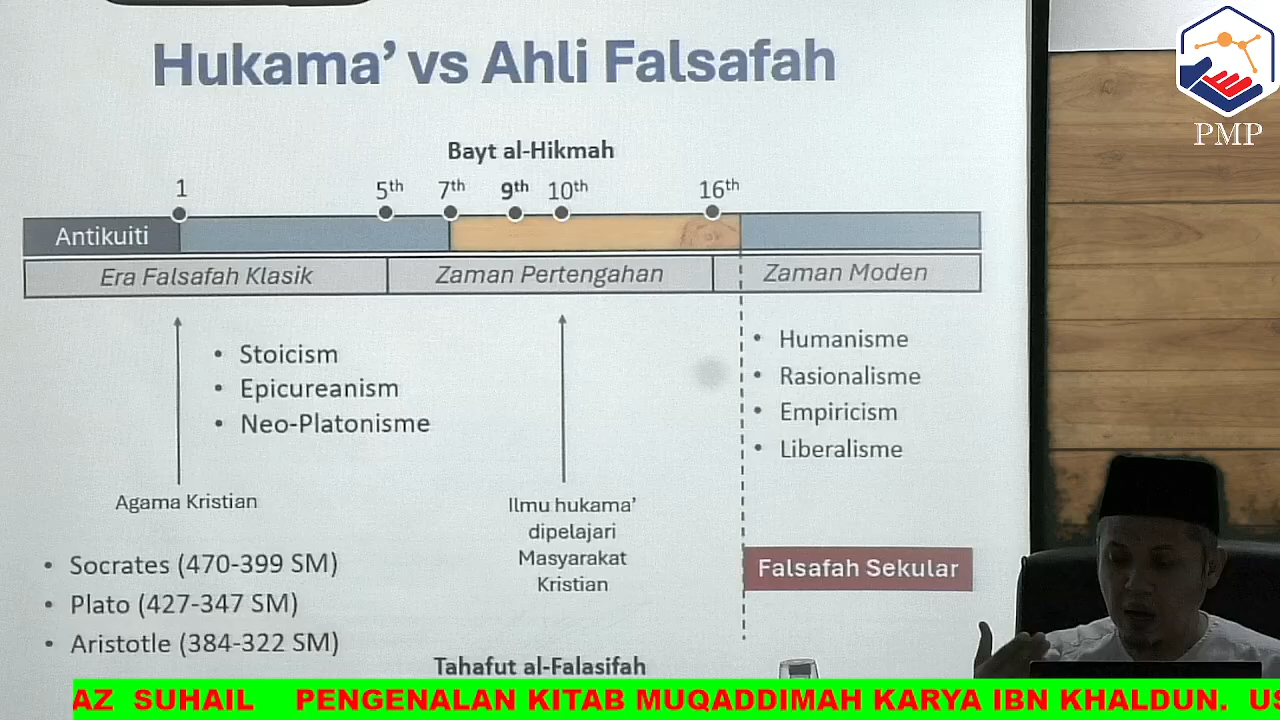 Hukama’ vs Ahli Falsafah
PMP
Bayt al-Hikmah
1 5th 7th 9th 10th 16th
Antikuiti
Era Falsafah Klasik Zaman Pertengahan Zaman Moden
• Stoicism
• Epicureanism
• Neo-Platonisme
• Humanisme
• Rasionalisme
• Empiricism
• Liberalisme
Agama Kristian
Ilmu hukama’
dipelajari
Masyarakat
Kristian
Falsafah Sekular
• Socrates (470-399 SM)
• Plato (427-347 SM)
• Aristotle (384-322 SM)
Tahafut al-Falasifah
AZ SUHAIL PENGENALAN KITAB MUQADDIMAH KARYA IBN KHALDUN. US